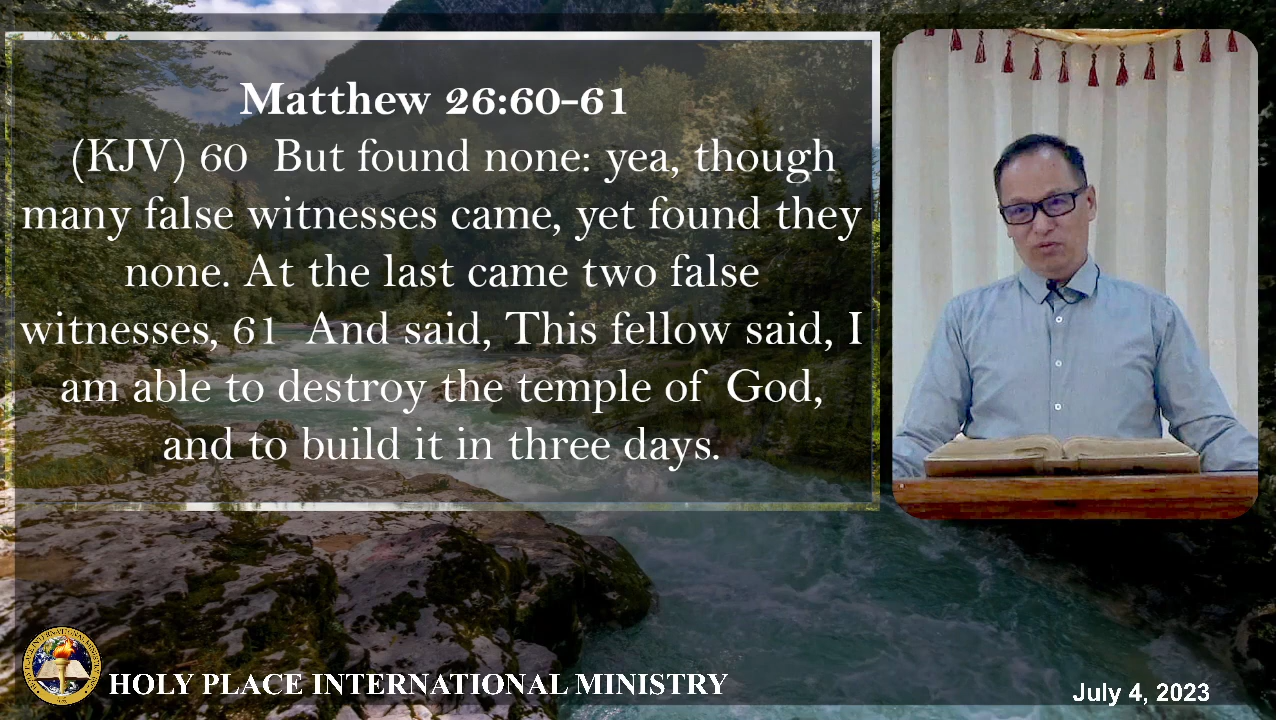 Matthew 26:60-61
(KJV) 60 But found none: yea, though
many false witnesses came, yet found they
none. At the last came two false
witnesses, 61 And said, This fellow said, I
am able to destroy the temple of God,
and to build it in three days.
HOLY PLACE INTERNATIONAL MINISTRY
July 4, 2023